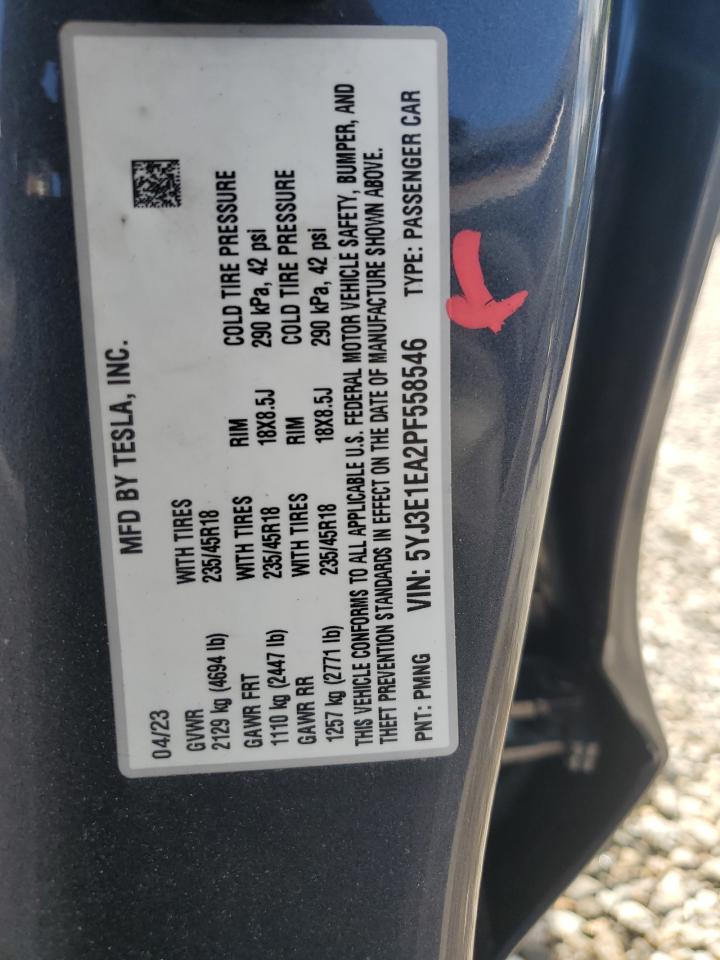 MFD BY TESLA, INC.
04/23
GVWR WITH TIRES
2129 kg (4694 lb) 235/45R18
GAWR FRT WITH TIRES RIM COLD TIRE PRESSURE
1110 kg (2447 lb) 235/45R18 18X8.5J 290 kPa, 42 psi
GAWR RR WITH TIRES RIM COLD TIRE PRESSURE
1257 kg (2771 lb) 235/45R18 18X8.5J 290 kPa, 42 psi
THIS VEHICLE CONFORMS TO ALL APPLICABLE U.S. FEDERAL MOTOR VEHICLE SAFETY, BUMPER, AND
THEFT PREVENTION STANDARDS IN EFFECT ON THE DATE OF MANUFACTURE SHOWN ABOVE.
PNT: PMNG VIN: 5YJ3E1EA2PF558546 TYPE: PASSENGER CAR